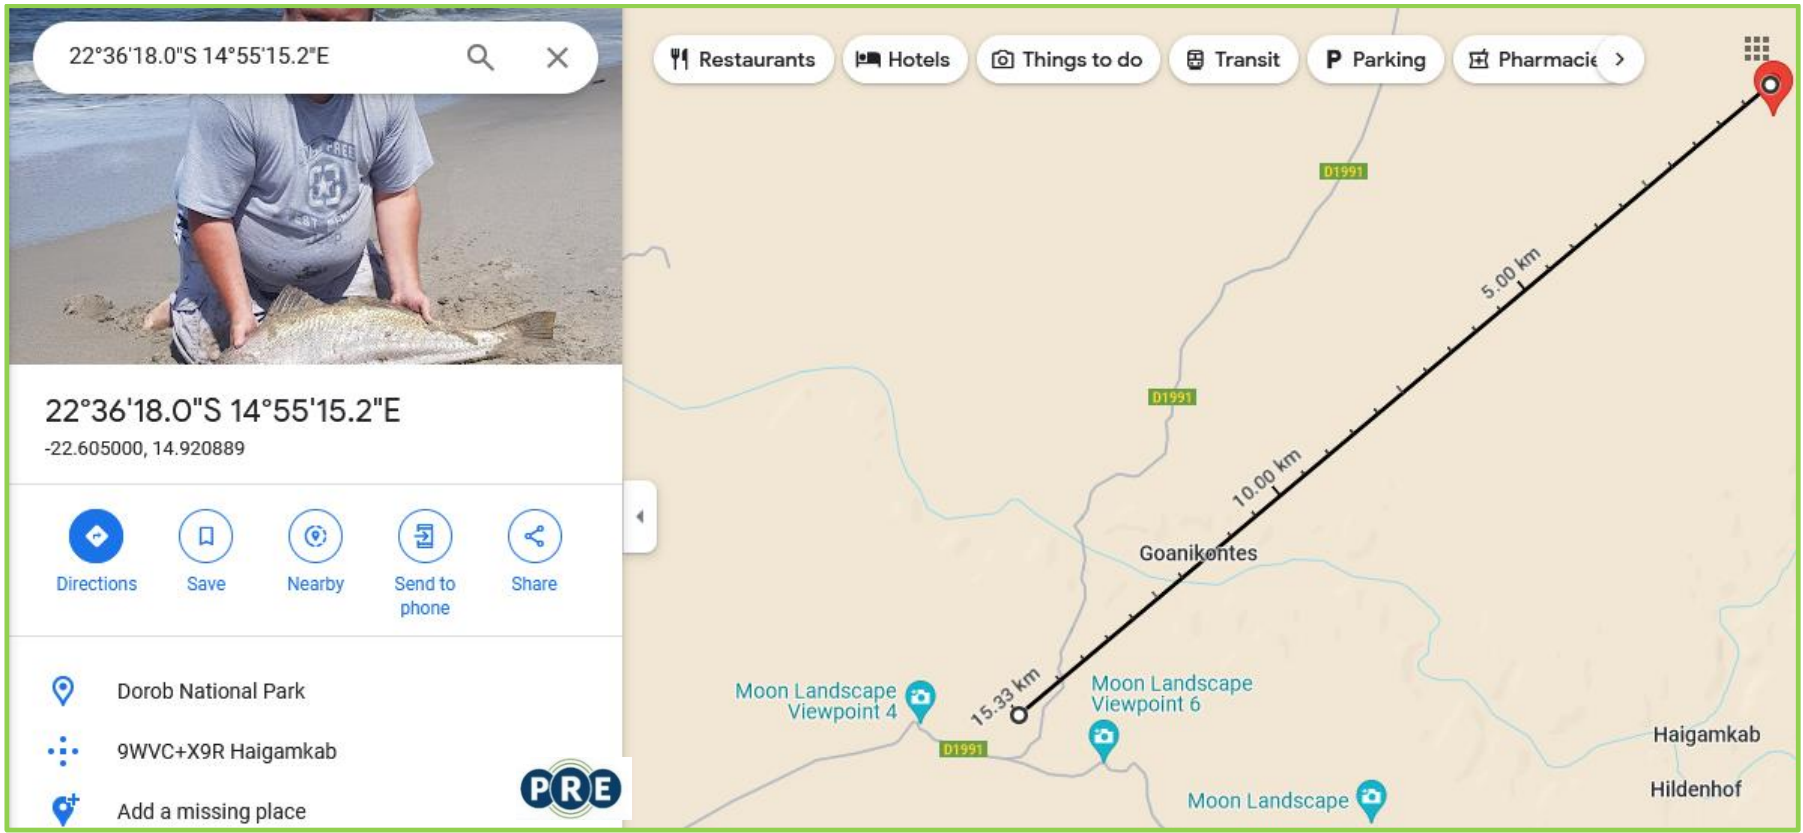 22°36'18.0"S 14°55'15.2"E
22°36'18.0"S 14°55'15.2"E
-22.605000, 14.920889
Directions
Save
Nearby
Send to
phone
Share
Dorob National Park
9WVC+X9R Haigamkab
Add a missing place
PRE
Restaurants
Hotels
Things to do
Transit
P Parking
Pharmacie
D1991
5.00 km
D1991
10.00 km
Goanikontes
15.33 km
Moon Landscape
Viewpoint 4
Moon Landscape
Viewpoint 6
D1991
Haigamkab
Hildenhof
Moon Landscape